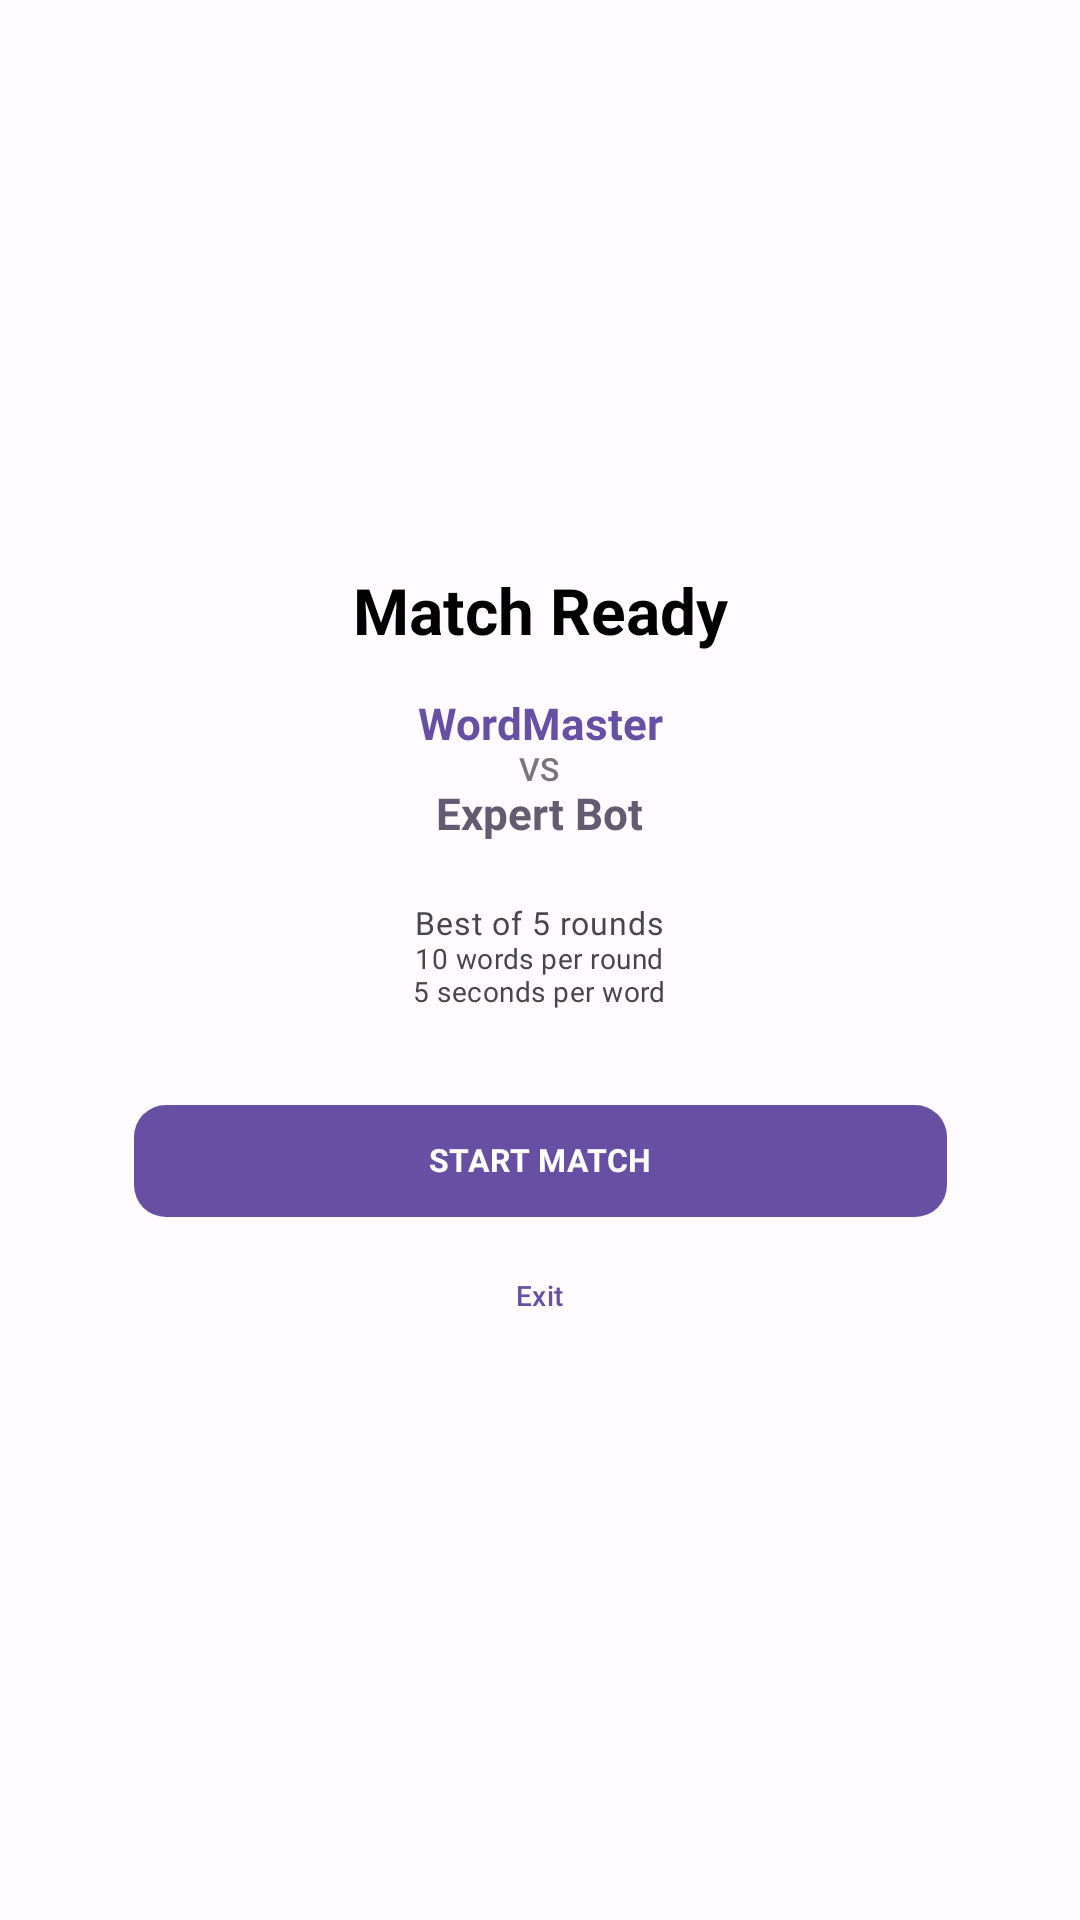 Match Ready
WordMaster
VS
Expert Bot
Best of 5 rounds
10 words per round
5 seconds per word
START MATCH
Exit